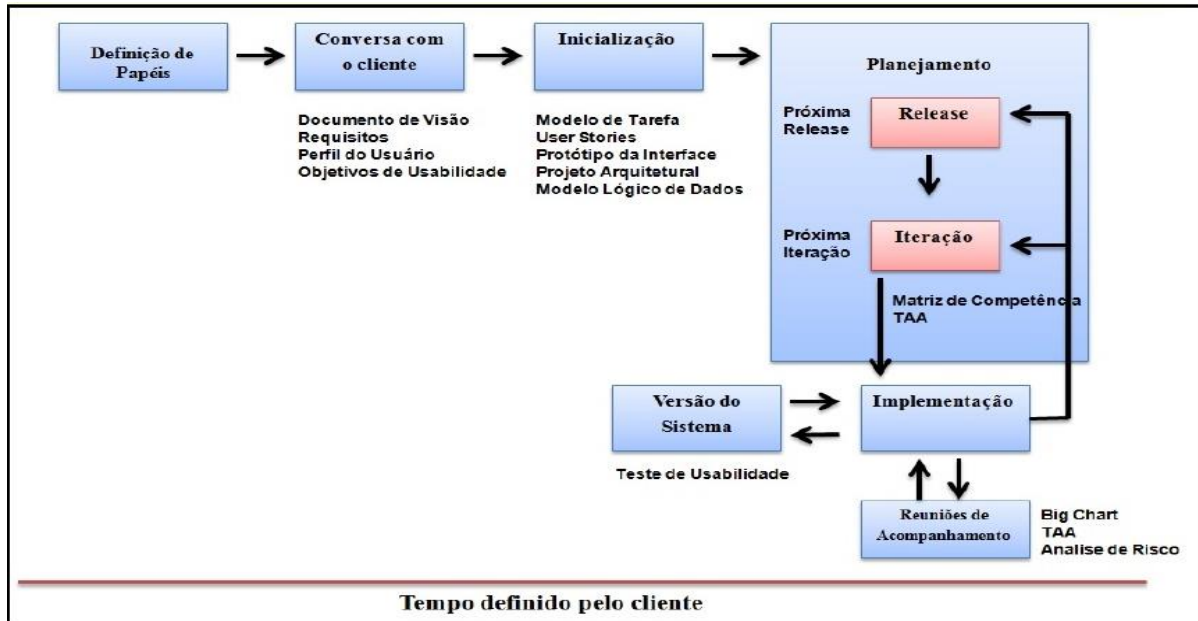 Definição de
Papéis
Conversa com
o cliente
Inicialização
Planejamento
Documento de Visão
Requisitos
Perfil do Usuário
Objetivos de Usabilidade
Modelo de Tarefa
User Stories
Protótipo da Interface
Projeto Arquitetural
Modelo Lógico de Dados
Próxima
Release
Release
Próxima
Iteração
Iteração
Matriz de Competência
TAA
Versão do
Sistema
Implementação
Teste de Usabilidade
Reuniões de
Acompanhamento
Big Chart
TAA
Analise de Risco
Tempo definido pelo cliente